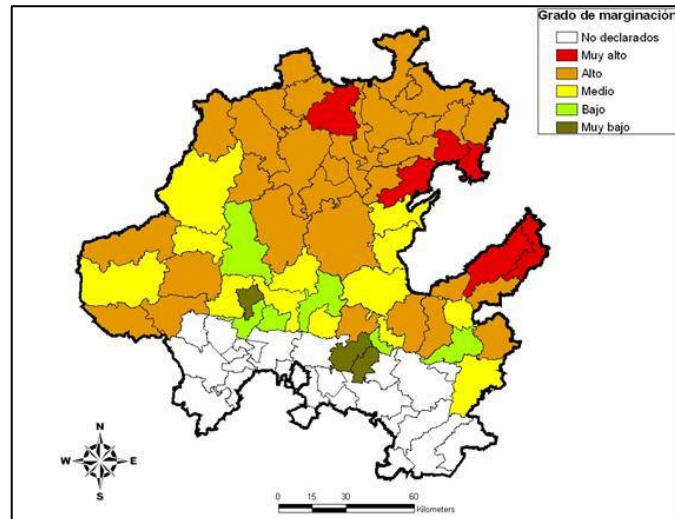 Grado de marginación
No declarados
Muy alto
Alto
Medio
Bajo
Muy bajo
N
W E
S
0 15 30 60
Kilometers